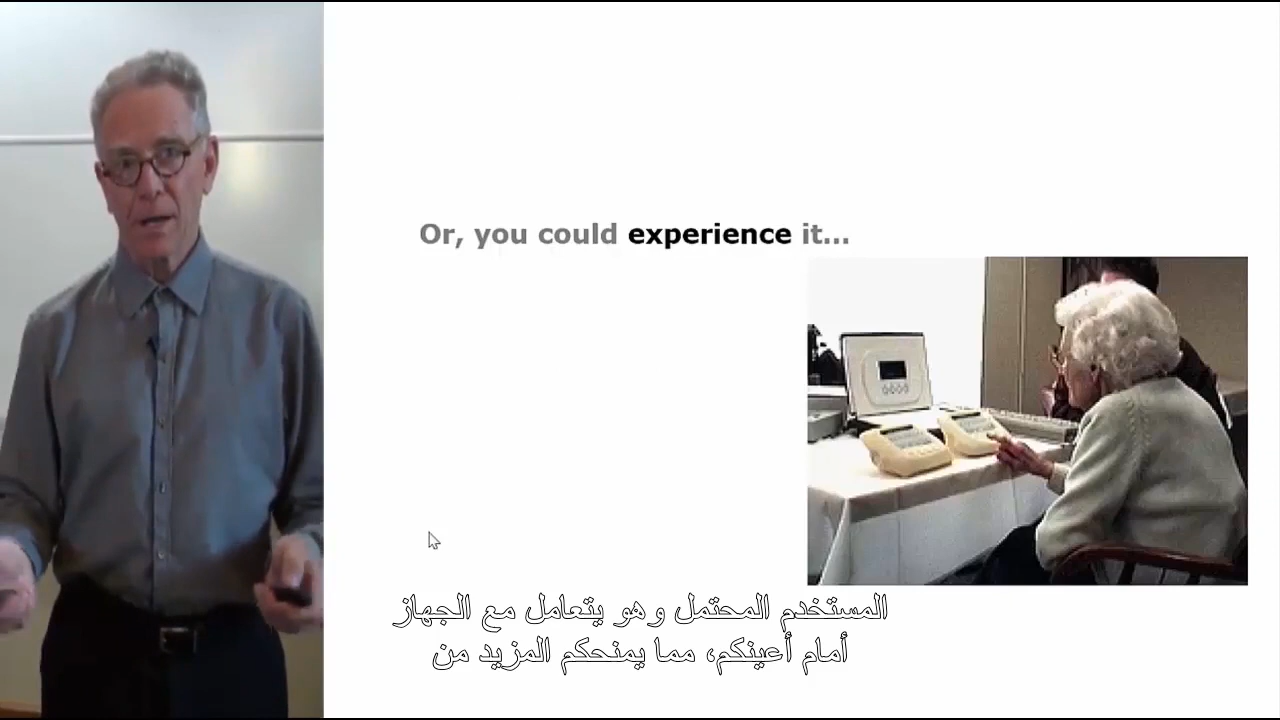 Or, you could experience it...
المستخدم المحتمل وهو يتعامل مع الجهاز
أمام أعينكم، مما يمنحكم المزيد من